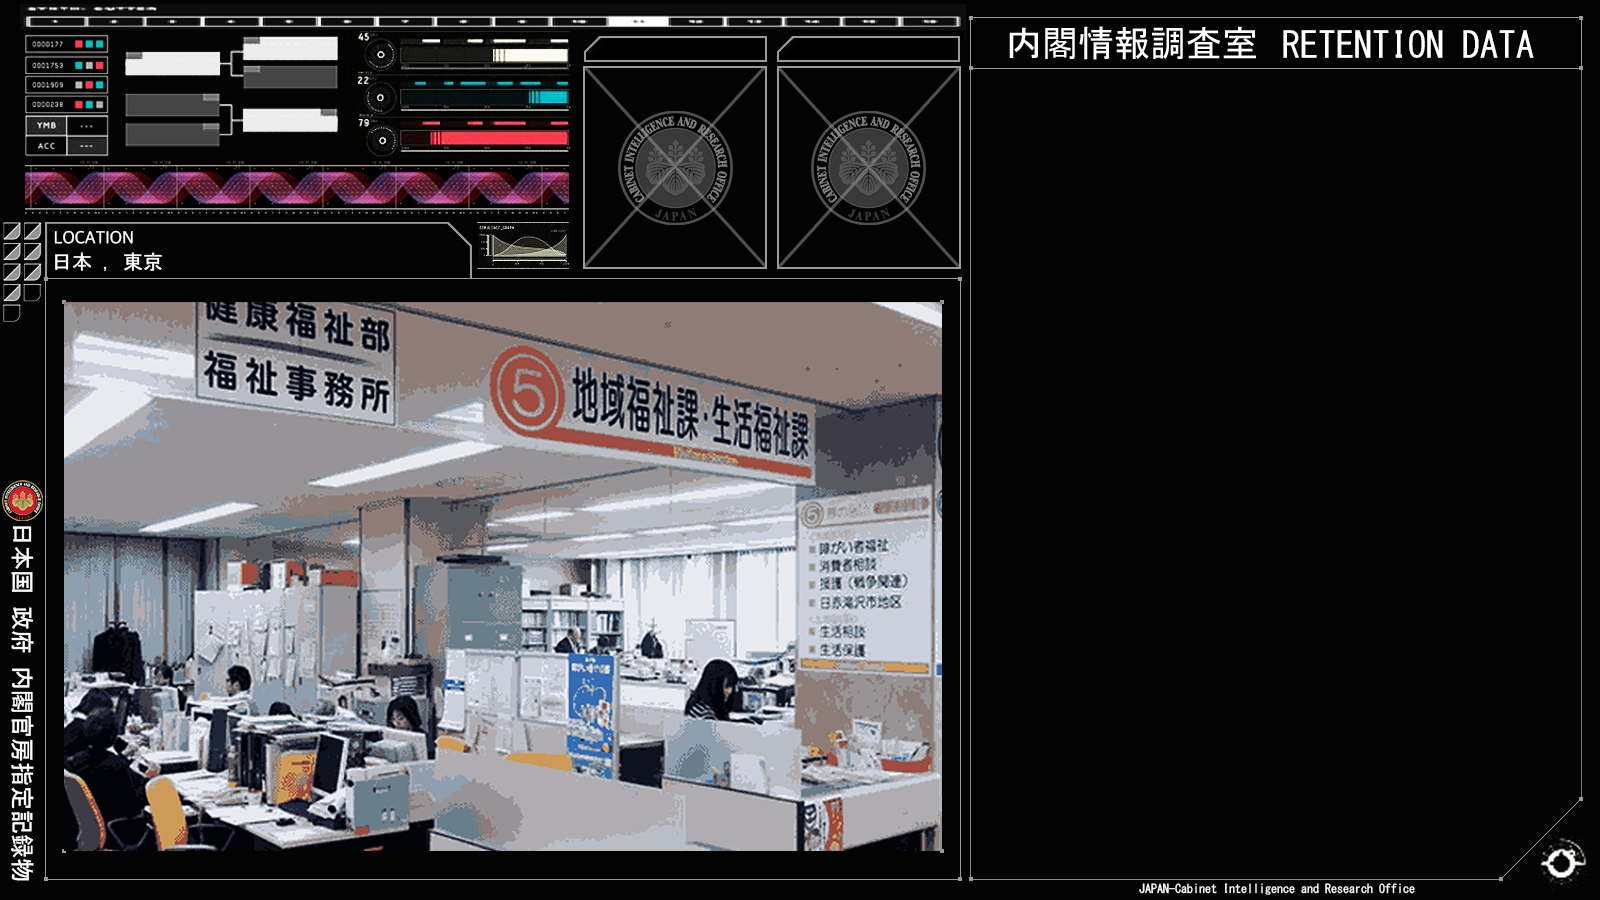 0000177
0001753
0001909
0000238
YMB ---
ACC ---
45
22
79
CABINET INTELLIGENCE AND RESEARCH OFFICE
JAPAN
CABINET INTELLIGENCE AND RESEARCH OFFICE
JAPAN
LOCATION
日本 , 東京
健康福祉部
福祉事務所
⑤ 地域福祉課・生活福祉課
⑤
障がい者福祉
消費者相談
援護（戦争関連）
日赤滝沢市地区
生活相談
生活保護
日本国 政府 内閣官房指定記録物
内閣情報調査室 RETENTION DATA
JAPAN-Cabinet Intelligence and Research Office